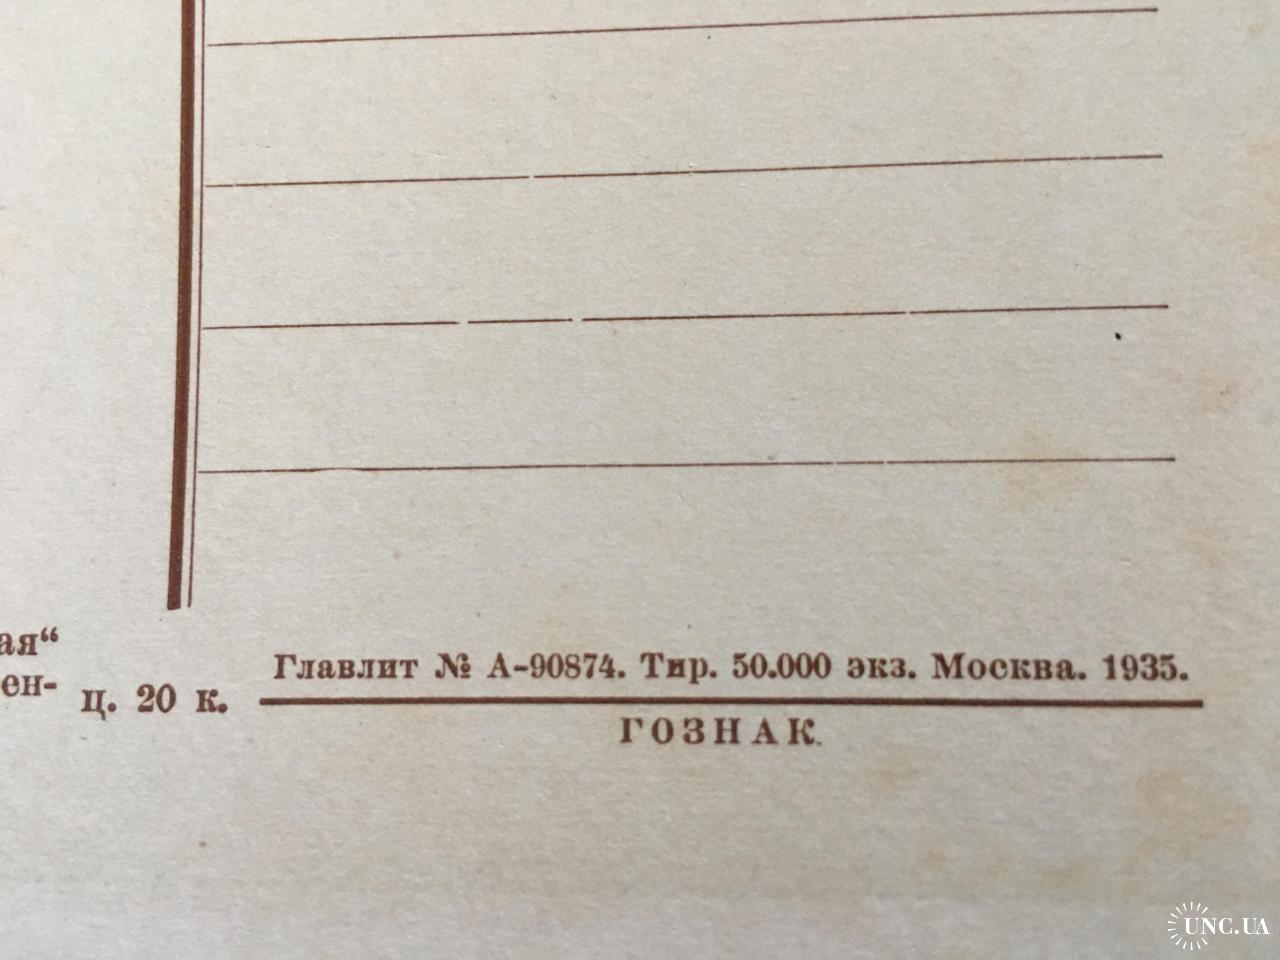 ая“
ен-
ц. 20 к.
Главлит № А-90874. Тир. 50.000 экз. Москва. 1935.
ГОЗНАК.
UNC.UA